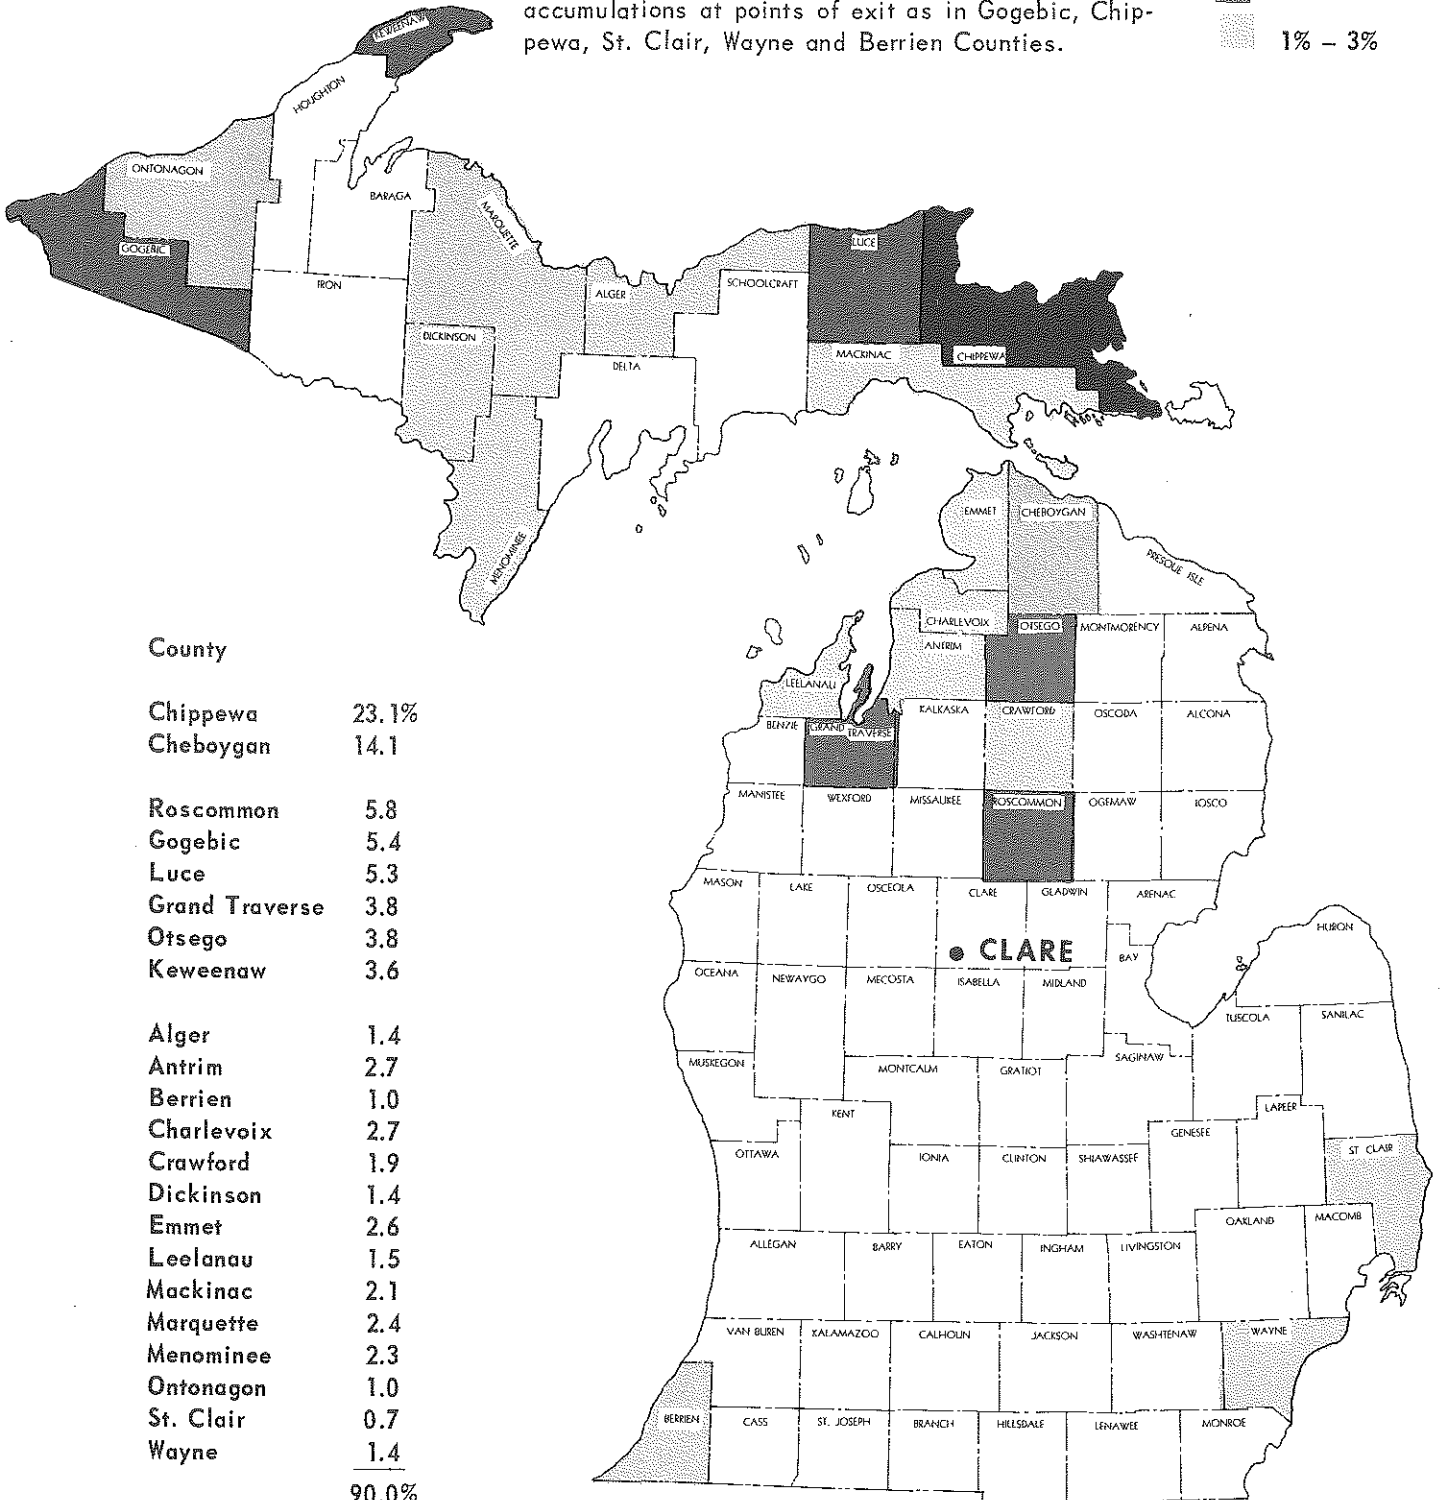 accumulations at points of exit as in Gogebic, Chip-
pewa, St. Clair, Wayne and Berrien Counties.
1% – 3%
KEWEENAW
HOUGHTON
ONTONAGON
BARAGA
GOGEBIC
MARQUETTE
IRON
LUCE
ALGER
SCHOOLCRAFT
DICKINSON
MACKINAC
CHIPPEWA
DELTA
MENOMINEE
EMMET
CHEBOYGAN
PRESQUE ISLE
CHARLEVOIX
OTSEGO
MONTMORENCY
ALPENA
ANTRIM
LEELANAU
KALKASKA
CRAWFORD
OSCODA
ALCONA
BENZIE
GRAND TRAVERSE
MANISTEE
WEXFORD
MISSAUKEE
ROSCOMMON
OGEMAW
IOSCO
MASON
LAKE
OSCEOLA
CLARE
GLADWIN
ARENAC
HURON
CLARE
BAY
OCEANA
NEWAYGO
MECOSTA
ISABELLA
MIDLAND
TUSCOLA
SANILAC
MUSKEGON
MONTCALM
GRATIOT
SAGINAW
KENT
LAPEER
GENESEE
OTTAWA
IONIA
CLINTON
SHIAWASSEE
ST CLAIR
OAKLAND
MACOMB
ALLEGAN
BARRY
EATON
INGHAM
LIVINGSTON
VAN BUREN
KALAMAZOO
CALHOUN
JACKSON
WASHTENAW
WAYNE
BERRIEN
CASS
ST. JOSEPH
BRANCH
HILLSDALE
LENAWEE
MONROE
County
Chippewa 23.1%
Cheboygan 14.1
Roscommon 5.8
Gogebic 5.4
Luce 5.3
Grand Traverse 3.8
Otsego 3.8
Keweenaw 3.6
Alger 1.4
Antrim 2.7
Berrien 1.0
Charlevoix 2.7
Crawford 1.9
Dickinson 1.4
Emmet 2.6
Leelanau 1.5
Mackinac 2.1
Marquette 2.4
Menominee 2.3
Ontonagon 1.0
St. Clair 0.7
Wayne 1.4
90.0%